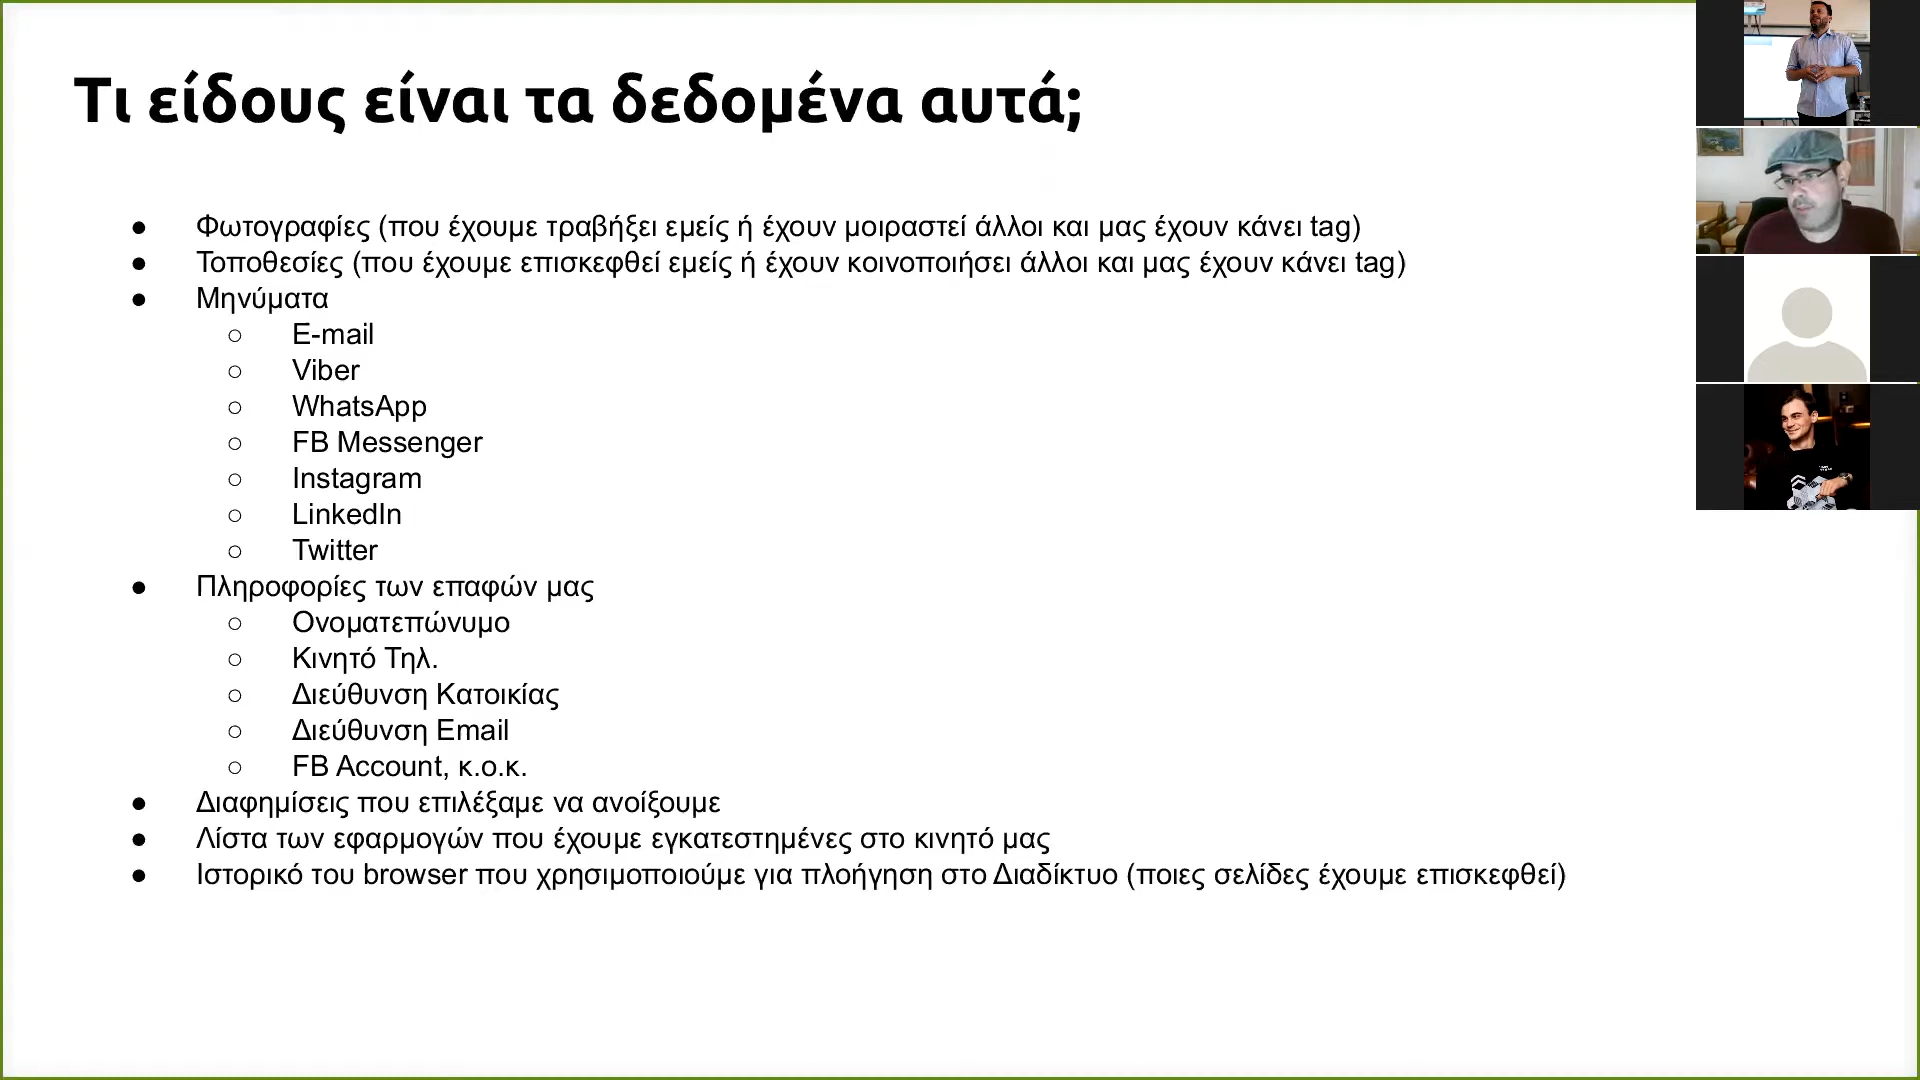 Τι είδους είναι τα δεδομένα αυτά;
● Φωτογραφίες (που έχουμε τραβήξει εμείς ή έχουν μοιραστεί άλλοι και μας έχουν κάνει tag)
● Τοποθεσίες (που έχουμε επισκεφθεί εμείς ή έχουν κοινοποιήσει άλλοι και μας έχουν κάνει tag)
● Μηνύματα
○ E-mail
○ Viber
○ WhatsApp
○ FB Messenger
○ Instagram
○ LinkedIn
○ Twitter
● Πληροφορίες των επαφών μας
○ Ονοματεπώνυμο
○ Κινητό Τηλ.
○ Διεύθυνση Κατοικίας
○ Διεύθυνση Email
○ FB Account, κ.ο.κ.
● Διαφημίσεις που επιλέξαμε να ανοίξουμε
● Λίστα των εφαρμογών που έχουμε εγκατεστημένες στο κινητό μας
● Ιστορικό του browser που χρησιμοποιούμε για πλοήγηση στο Διαδίκτυο (ποιες σελίδες έχουμε επισκεφθεί)